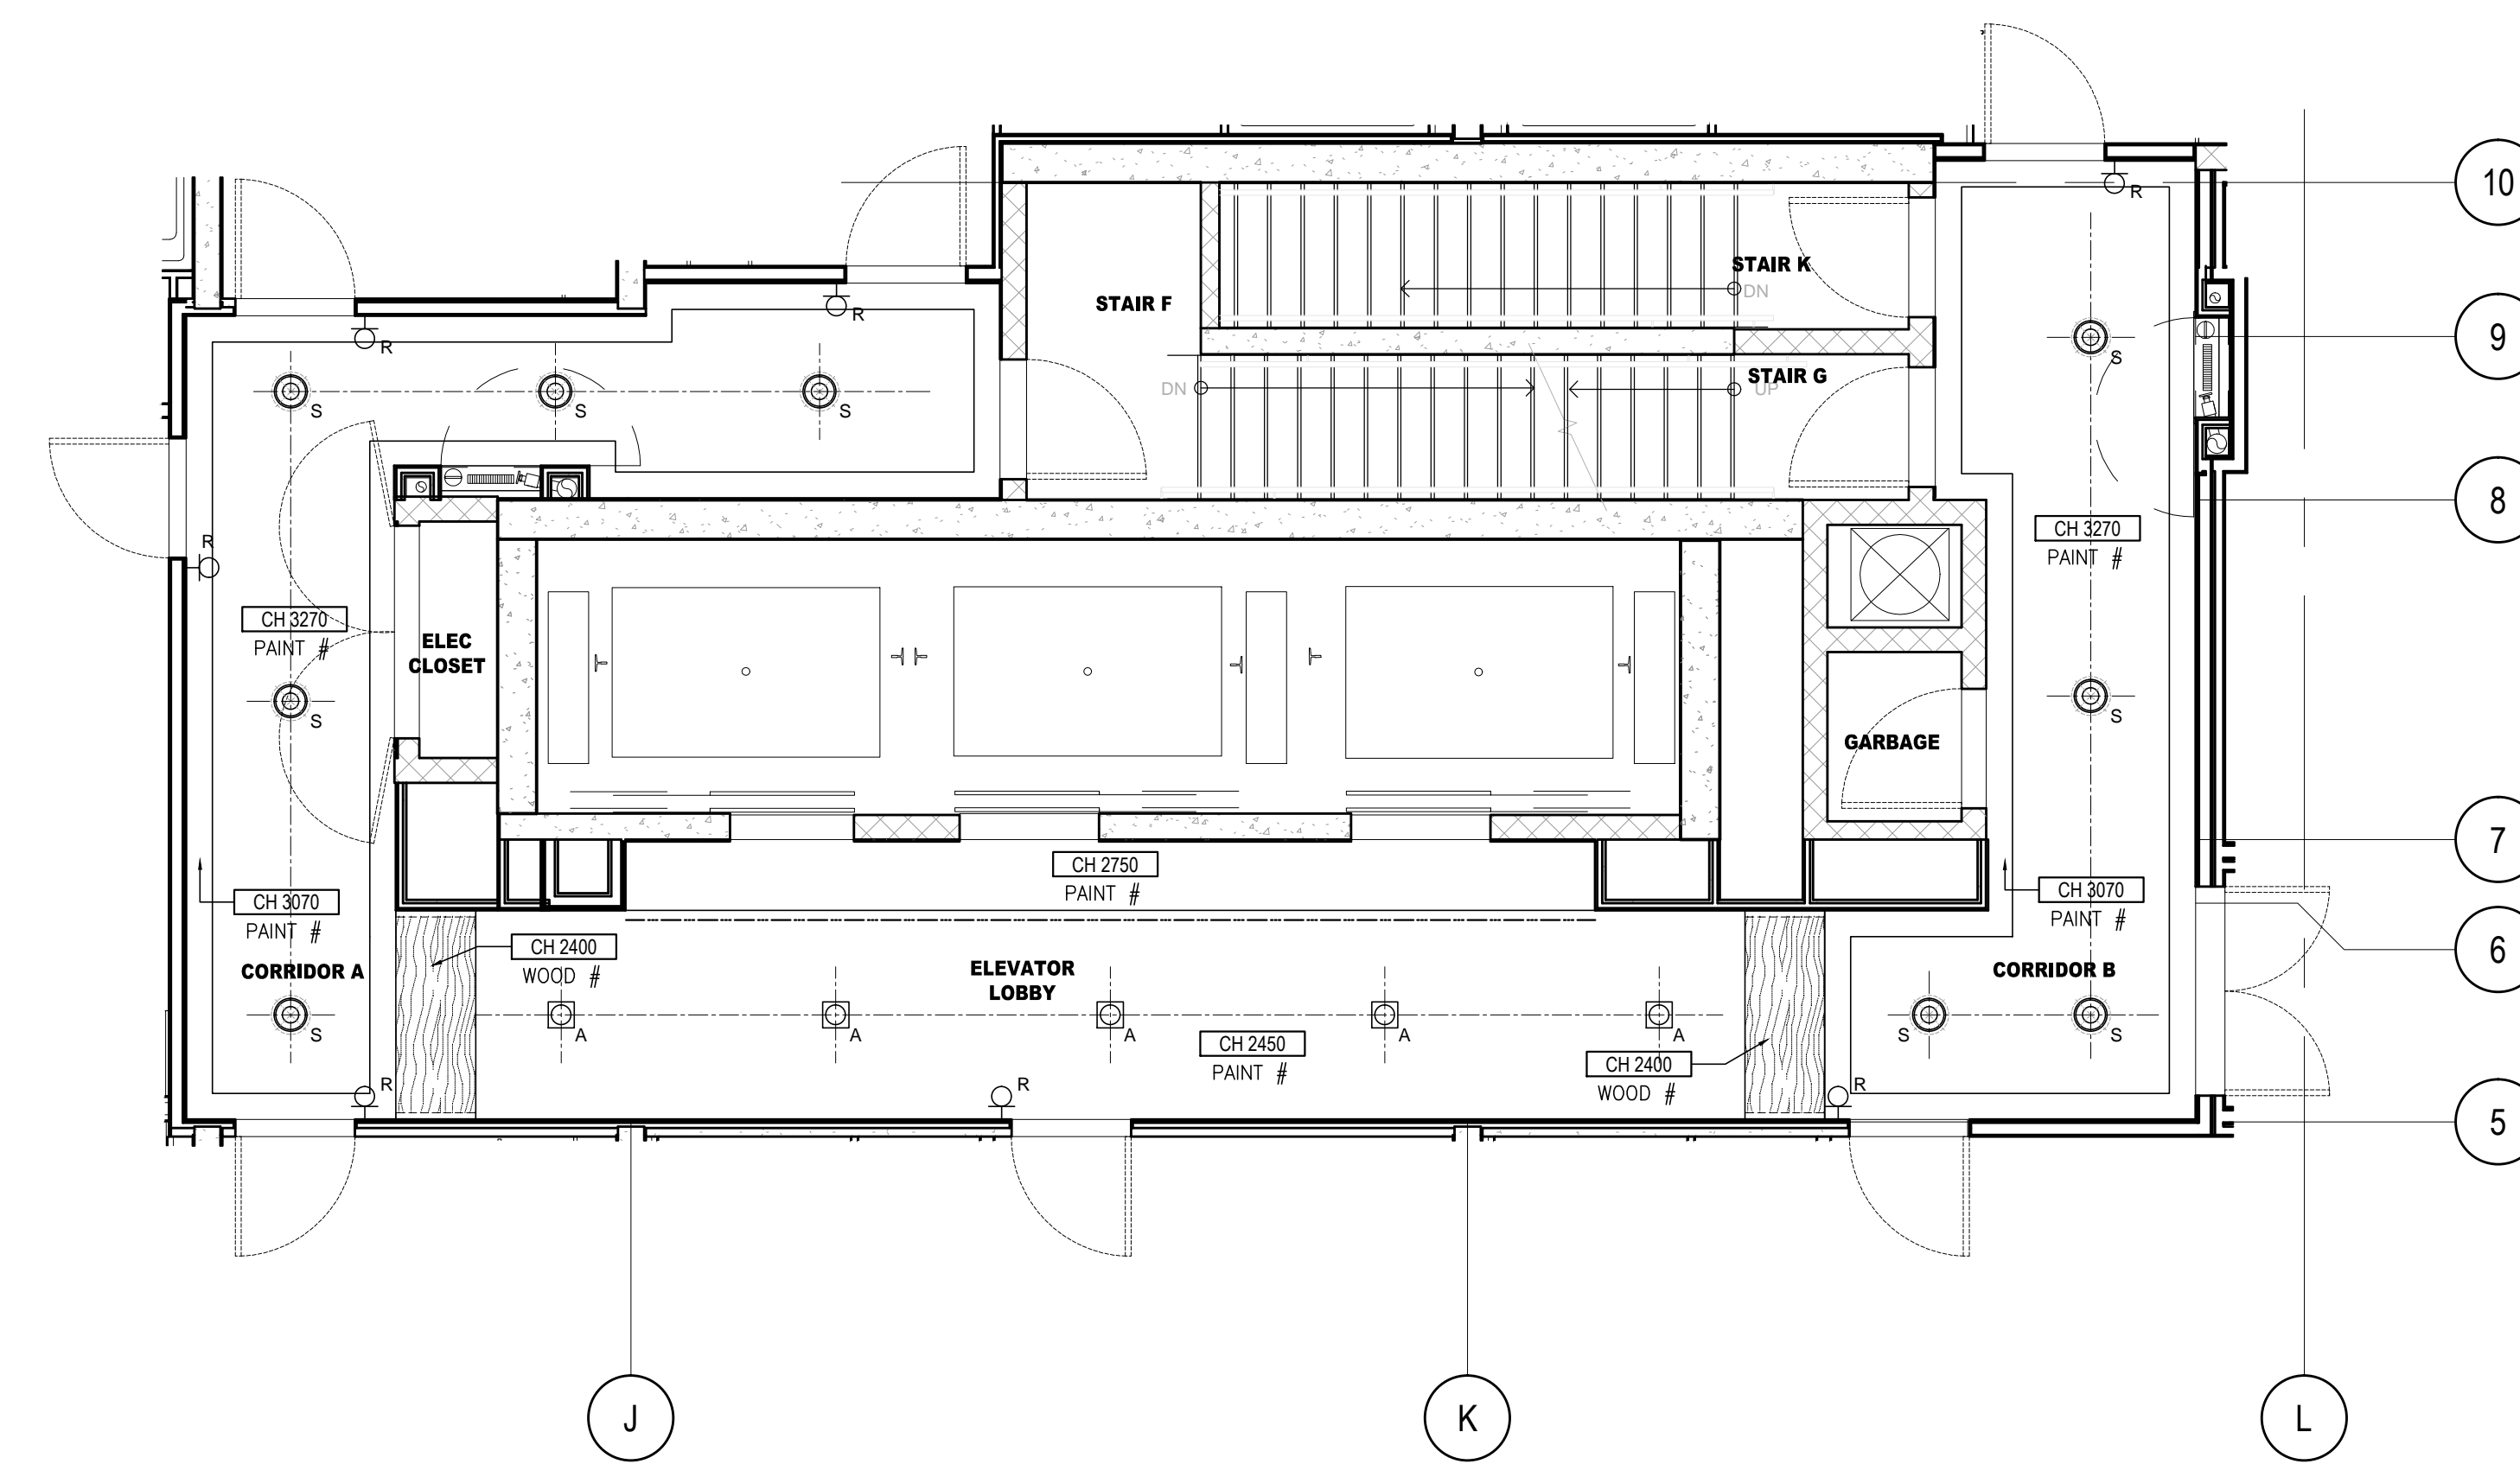 10
R
R
STAIR K
DN
STAIR F
R
9
S
STAIR G
DN
UP
S
S
S
8
CH 3270
PAINT #
R
CH 3270
PAINT #
ELEC
CLOSET
S
S
GARBAGE
7
CH 2750
PAINT #
CH 3070
PAINT #
CH 3070
PAINT #
CH 2400
WOOD #
6
CORRIDOR A
ELEVATOR
LOBBY
CORRIDOR B
S
A
A
A
A
A
S
S
CH 2450
PAINT #
CH 2400
WOOD #
R
R
R
5
J
K
L